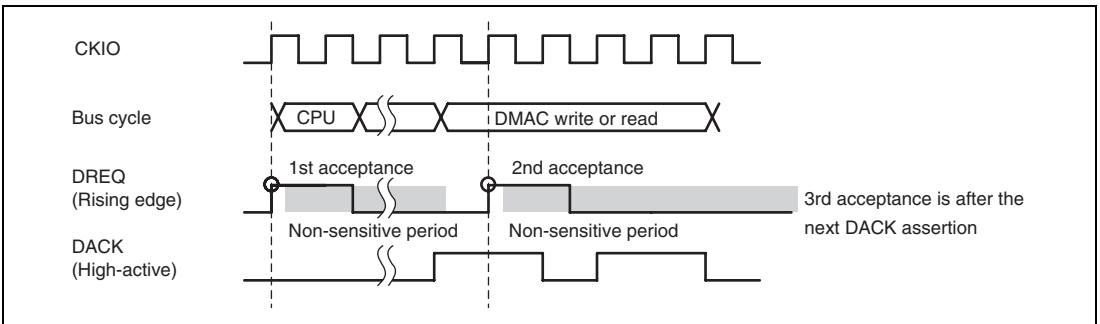 CKIO
Bus cycle
CPU
DMAC write or read
DREQ
(Rising edge)
1st acceptance
2nd acceptance
3rd acceptance is after the
next DACK assertion
Non-sensitive period
Non-sensitive period
DACK
(High-active)